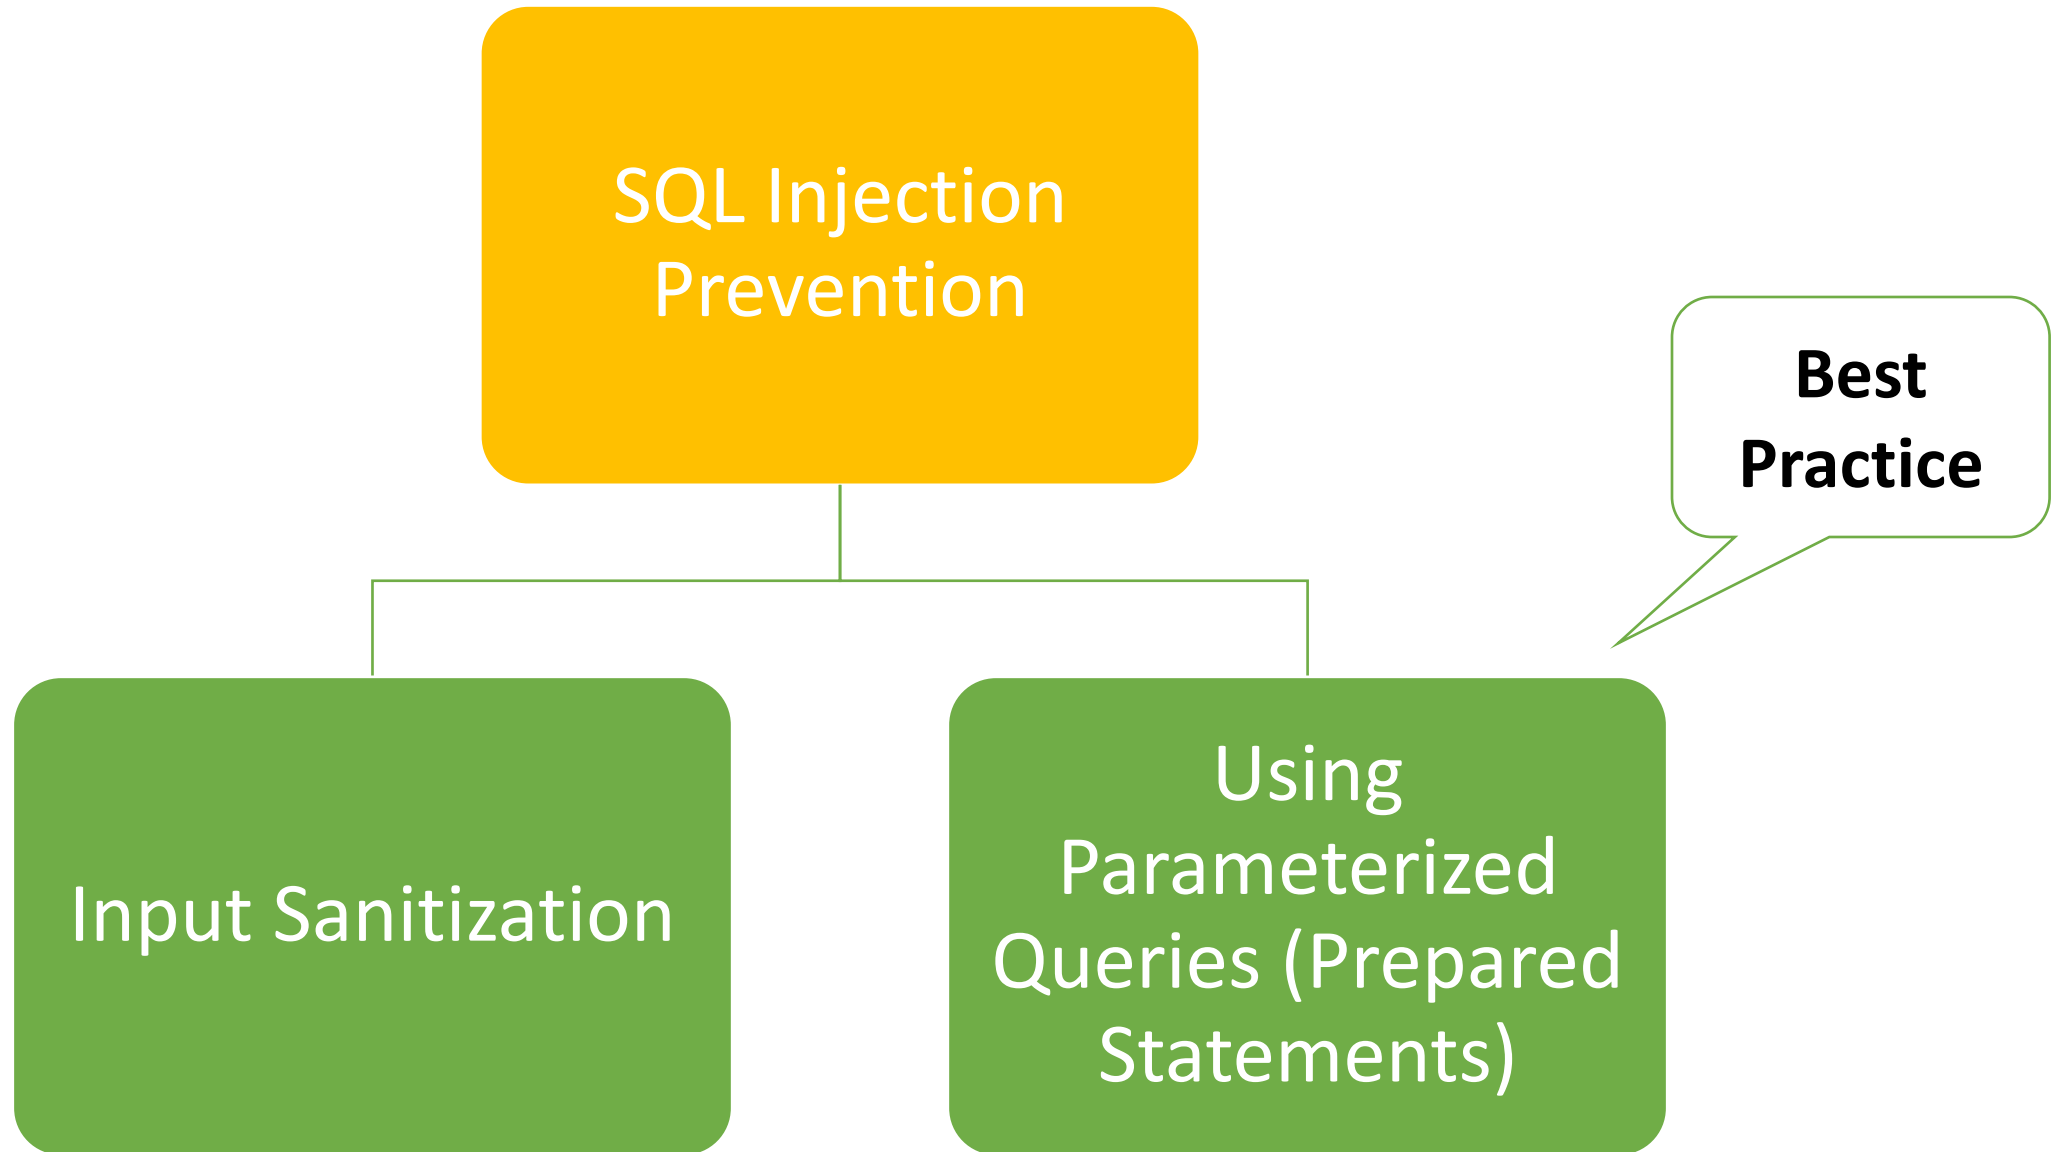 SQL Injection
Prevention
Best
Practice
Input Sanitization
Using
Parameterized
Queries (Prepared
Statements)